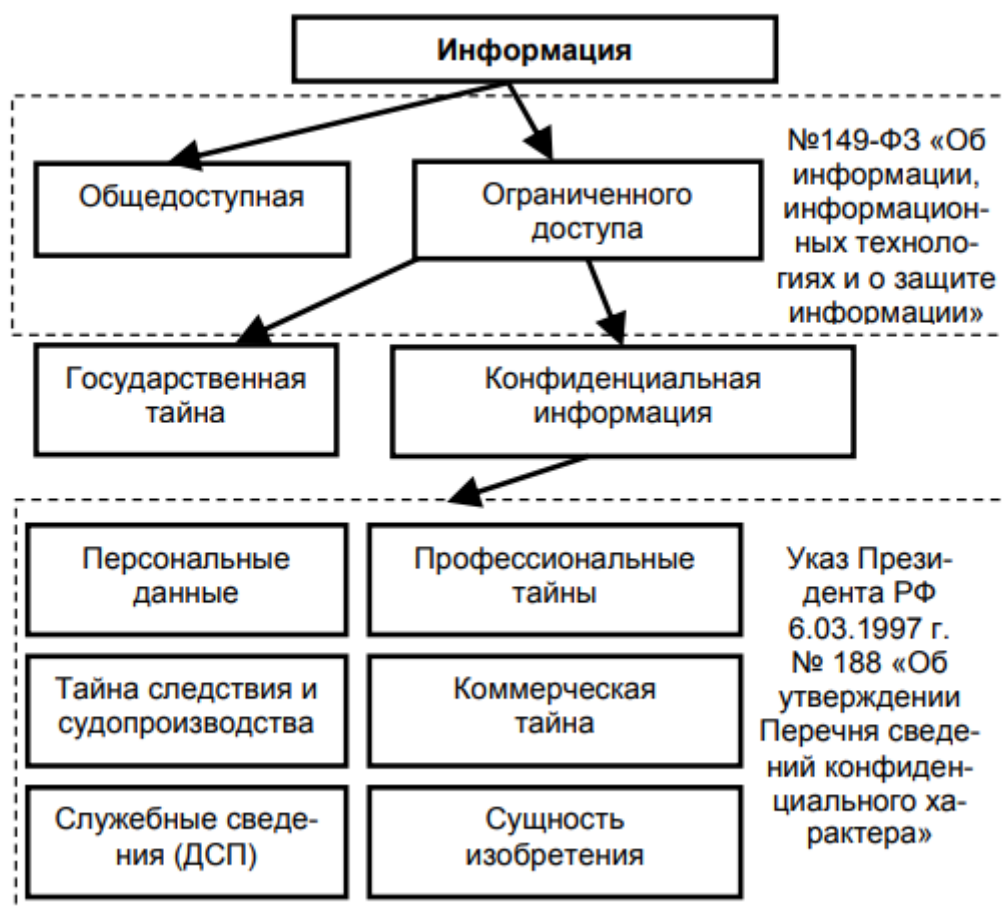 Информация
Общедоступная
Ограниченного
доступа
№149-ФЗ «Об
информации,
информацион-
ных техноло-
гиях и о защите
информации»
Государственная
тайна
Конфиденциальная
информация
Персональные
данные
Профессиональные
тайны
Тайна следствия и
судопроизводства
Коммерческая
тайна
Служебные сведе-
ния (ДСП)
Сущность
изобретения
Указ Прези-
дента РФ
6.03.1997 г.
№ 188 «Об
утверждении
Перечня сведе-
ний конфиден-
циального ха-
рактера»